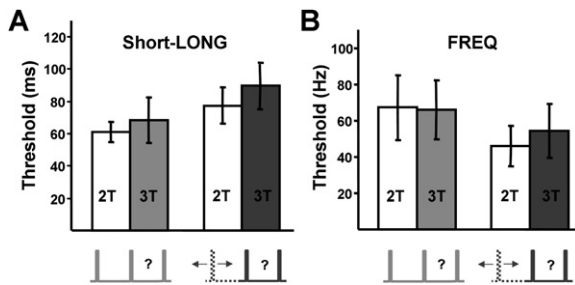 A
Short-LONG
Threshold (ms)
120
100
80
60
40
20
2T
3T
2T
3T
?
?
B
FREQ
Threshold (Hz)
100
80
60
40
20
2T
3T
2T
3T
?
?